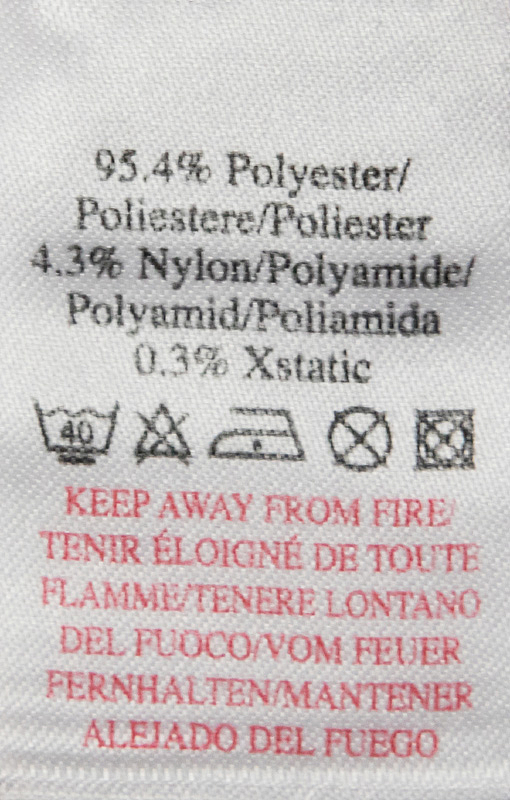 95.4% Polyester/
Poliestere/Poliester
4.3% Nylon/Polyamide/
Polyamid/Poliamida
0.3% Xstatic
40
KEEP AWAY FROM FIRE/
TENIR ÉLOIGNÉ DE TOUTE
FLAMME/TENERE LONTANO
DEL FUOCO/VOM FEUER
FERNHALTEN/MANTENER
ALEJADO DEL FUEGO